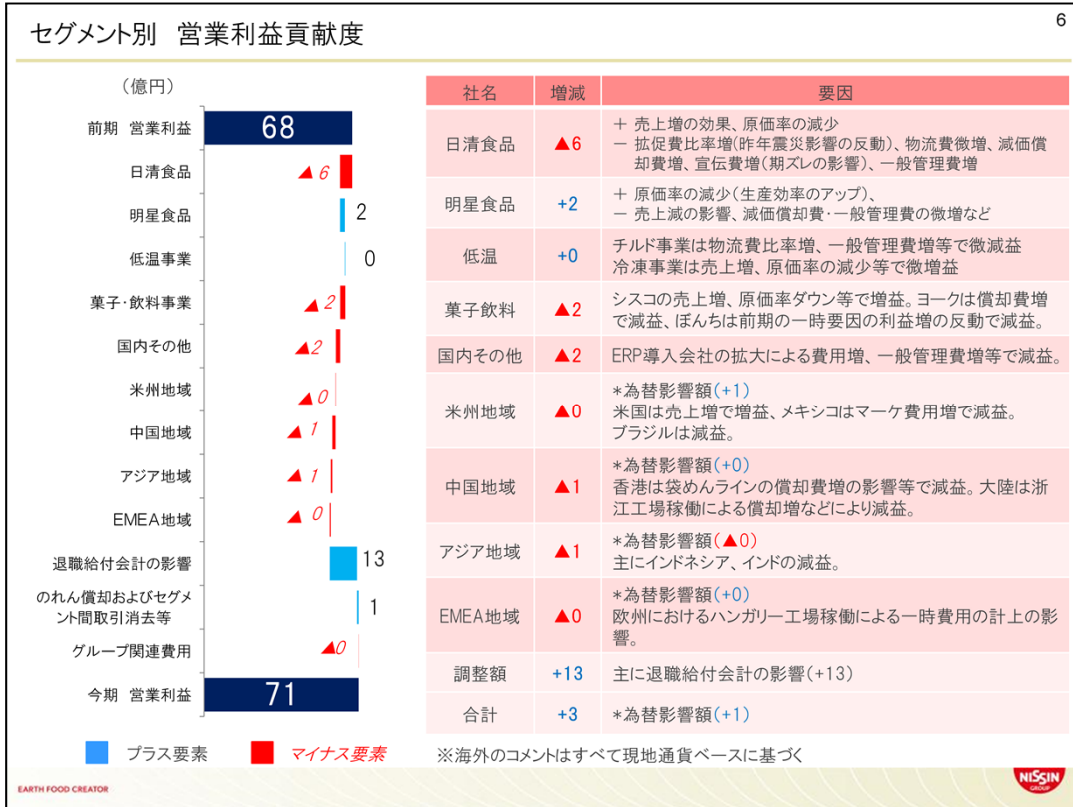 6
セグメント別 営業利益貢献度
(億円)
前期 営業利益 68
日清食品 ▲ 6
明星食品 2
低温事業 0
菓子・飲料事業 ▲ 2
国内その他 ▲2
米州地域 ▲0
中国地域 ▲ 1
アジア地域 ▲ 1
EMEA地域 ▲ 0
退職給付会計の影響 13
のれん償却およびセグメ
ント間取引消去等 1
グループ関連費用 ▲0
今期 営業利益 71
プラス要素 マイナス要素
社名 増減 要因
日清食品 ▲6
+ 売上増の効果、原価率の減少
- 拡促費比率増(昨年震災影響の反動)、物流費微増、減価償
却費増、宣伝費増(期ズレの影響)、一般管理費増
明星食品 +2
+ 原価率の減少(生産効率のアップ)、
- 売上減の影響、減価償却費・一般管理費の微増など
低温 +0
チルド事業は物流費比率増、一般管理費増等で微減益
冷凍事業は売上増、原価率の減少等で微増益
菓子飲料 ▲2
シスコの売上増、原価率ダウン等で増益。ヨークは償却費増
で減益、ぼんちは前期の一時要因の利益増の反動で減益。
国内その他 ▲2 ERP導入会社の拡大による費用増、一般管理費増等で減益。
米州地域 ▲0
*為替影響額(+1)
米国は売上増で増益、メキシコはマーケ費用増で減益。
ブラジルは減益。
中国地域 ▲1
*為替影響額(+0)
香港は袋めんラインの償却費増の影響等で減益。大陸は浙
江工場稼働による償却増などにより減益。
アジア地域 ▲1
*為替影響額(▲0)
主にインドネシア、インドの減益。
EMEA地域 ▲0
*為替影響額(+0)
欧州におけるハンガリー工場稼働による一時費用の計上の影
響。
調整額 +13 主に退職給付会計の影響(+13)
合計 +3 *為替影響額(+1)
※海外のコメントはすべて現地通貨ベースに基づく
EARTH FOOD CREATOR
NISSIN
GROUP